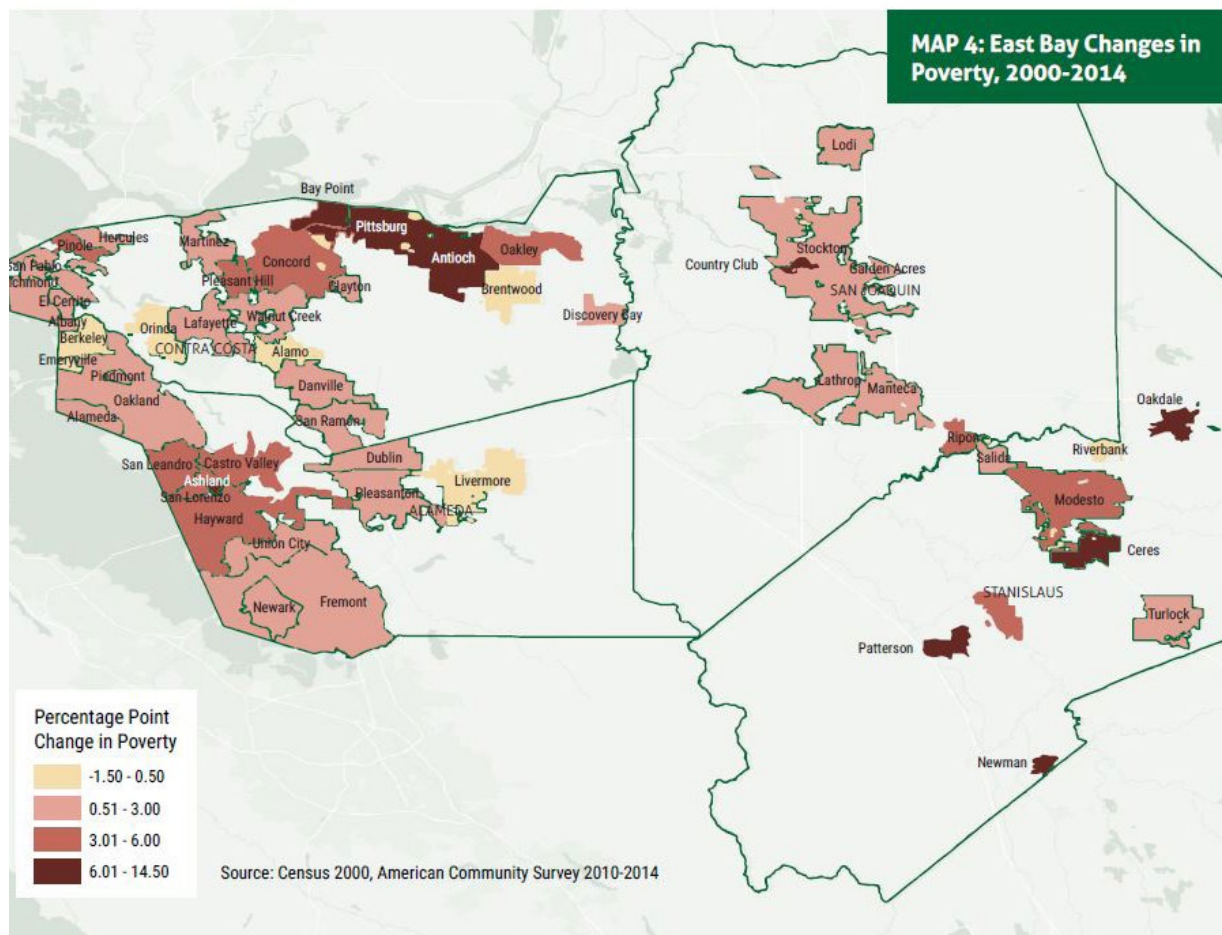 MAP 4: East Bay Changes in
Poverty, 2000-2014
Lodi
Bay Point
Pittsburg
Hercules
Pinole
Martinez
Stockton
Antioch
Oakley
Concord
San Pablo
Country Club
Garden Acres
Richmond
Pleasant Hill
Clayton
Brentwood
SAN JOAQUIN
El Cerrito
Discovery Bay
Walnut Creek
Albany
Lafayette
Orinda
Berkeley
CONTRA COSTA
Alamo
Emeryville
Piedmont
Lathrop
Danville
Manteca
Oakland
Oakdale
Alameda
San Ramon
Ripon
Riverbank
Dublin
Salida
San Leandro
Castro Valley
Ashland
Livermore
Pleasanton
San Lorenzo
Modesto
ALAMEDA
Hayward
Union City
Ceres
STANISLAUS
Fremont
Newark
Turlock
Patterson
Percentage Point
Change in Poverty
Newman
-1.50 - 0.50
0.51 - 3.00
3.01 - 6.00
6.01 - 14.50
Source: Census 2000, American Community Survey 2010-2014